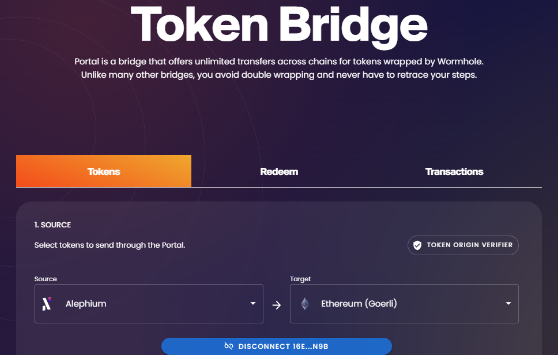 Token Bridge
Portal is a bridge that offers unlimited transfers across chains for tokens wrapped by Wormhole.
Unlike many other bridges, you avoid double wrapping and never have to retrace your steps.
Tokens
Redeem
Transactions
1. SOURCE
Select tokens to send through the Portal.
TOKEN ORIGIN VERIFIER
Source
Alephium
Target
Ethereum (Goerli)
DISCONNECT 16E...N9B